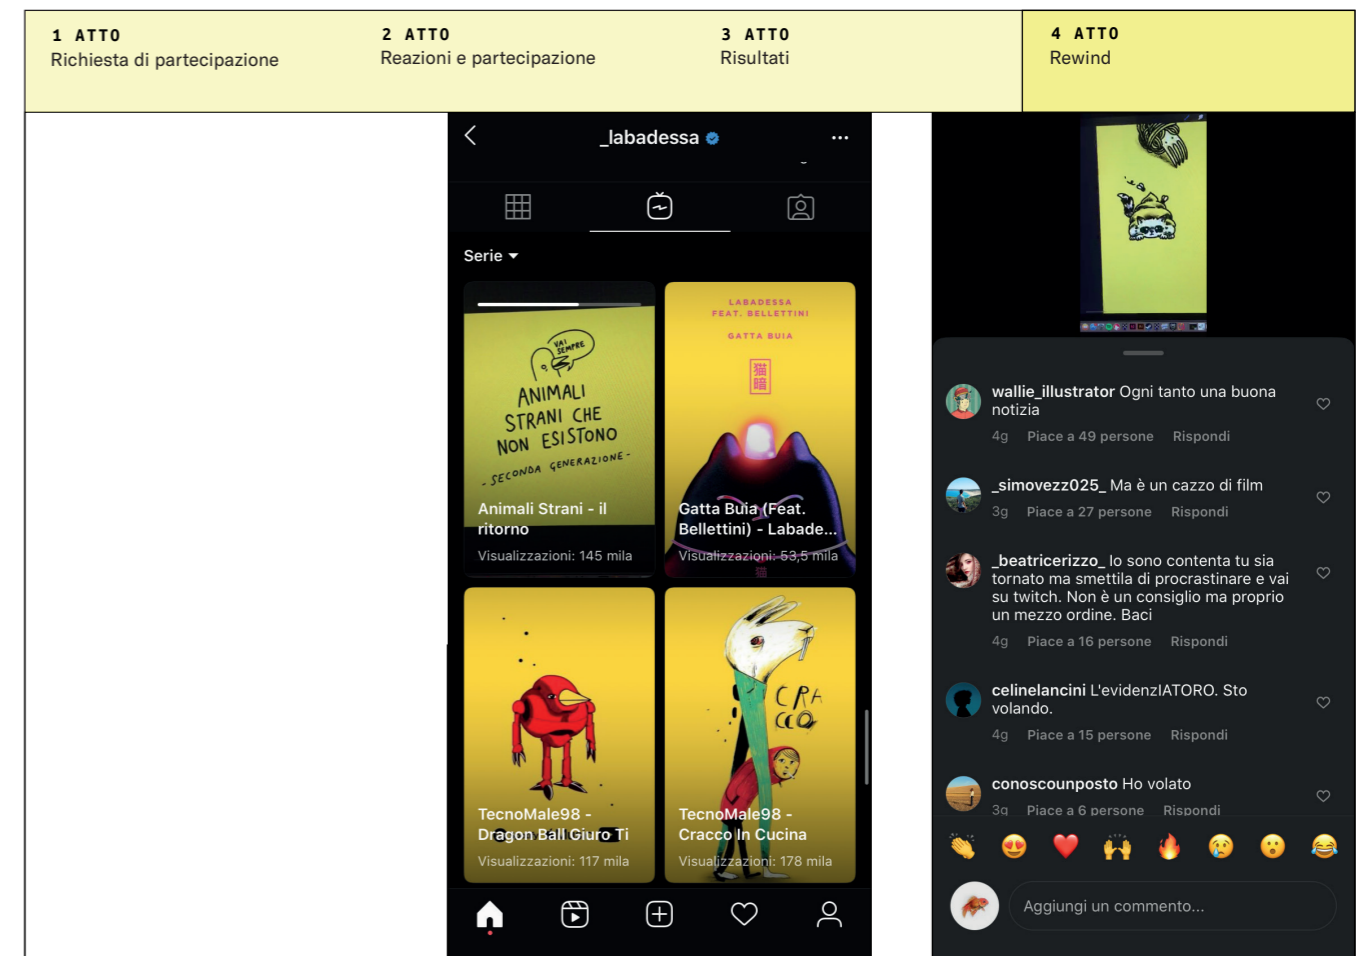 1 ATTO
Richiesta di partecipazione
2 ATTO
Reazioni e partecipazione
3 ATTO
Risultati
4 ATTO
Rewind
_labadessa
Serie
VAI
SEMPRE
ANIMALI
STRANI CHE
NON ESISTONO
- SECONDA GENERAZIONE -
Animali Strani - il
ritorno
Visualizzazioni: 145 mila
LABADESSA
FEAT. BELLETTINI
GATTA BUIA
猫
暗
Gatta Buia (Feat.
Bellettini) - Labade...
Visualizzazioni: 53,5 mila
TecnoMale98 -
Dragon Ball Giuro Ti
Visualizzazioni: 117 mila
CRA
CCO
TecnoMale98 -
Cracco In Cucina
Visualizzazioni: 178 mila
wallie_illustrator Ogni tanto una buona
notizia
4g Piace a 49 persone Rispondi
_simovezz025_ Ma è un cazzo di film
3g Piace a 27 persone Rispondi
_beatricerizzo_ Io sono contenta tu sia
tornato ma smettila di procrastinare e vai
su twitch. Non è un consiglio ma proprio
un mezzo ordine. Baci
4g Piace a 16 persone Rispondi
celinelancini L'evidenzIATORO. Sto
volando.
4g Piace a 15 persone Rispondi
conoscounposto Ho volato
3g Piace a 6 persone Rispondi
Aggiungi un commento...